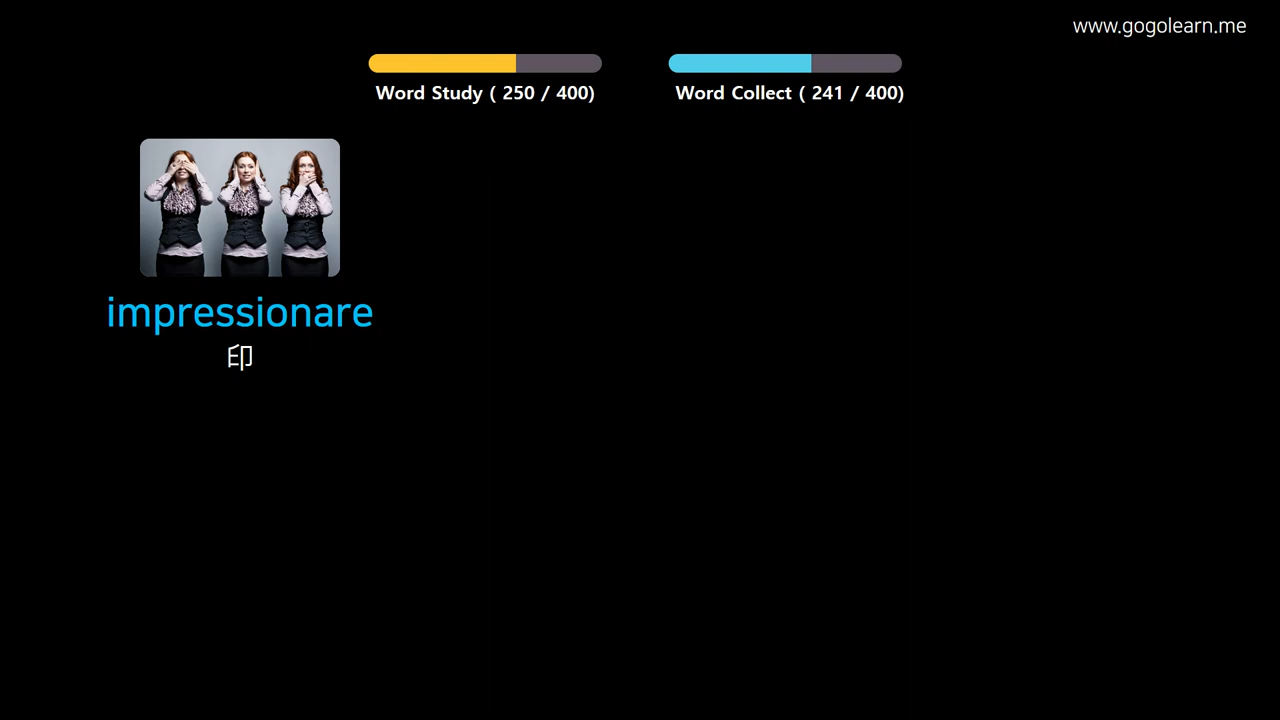 www.gogolearn.me
Word Study ( 250 / 400)
Word Collect ( 241 / 400)
impressionare
印